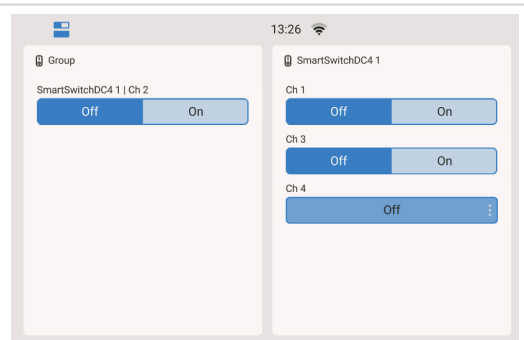 13:26
Group
SmartSwitchDC4 1 | Ch 2
Off On
SmartSwitchDC4 1
Ch 1
Off On
Ch 3
Off On
Ch 4
Off